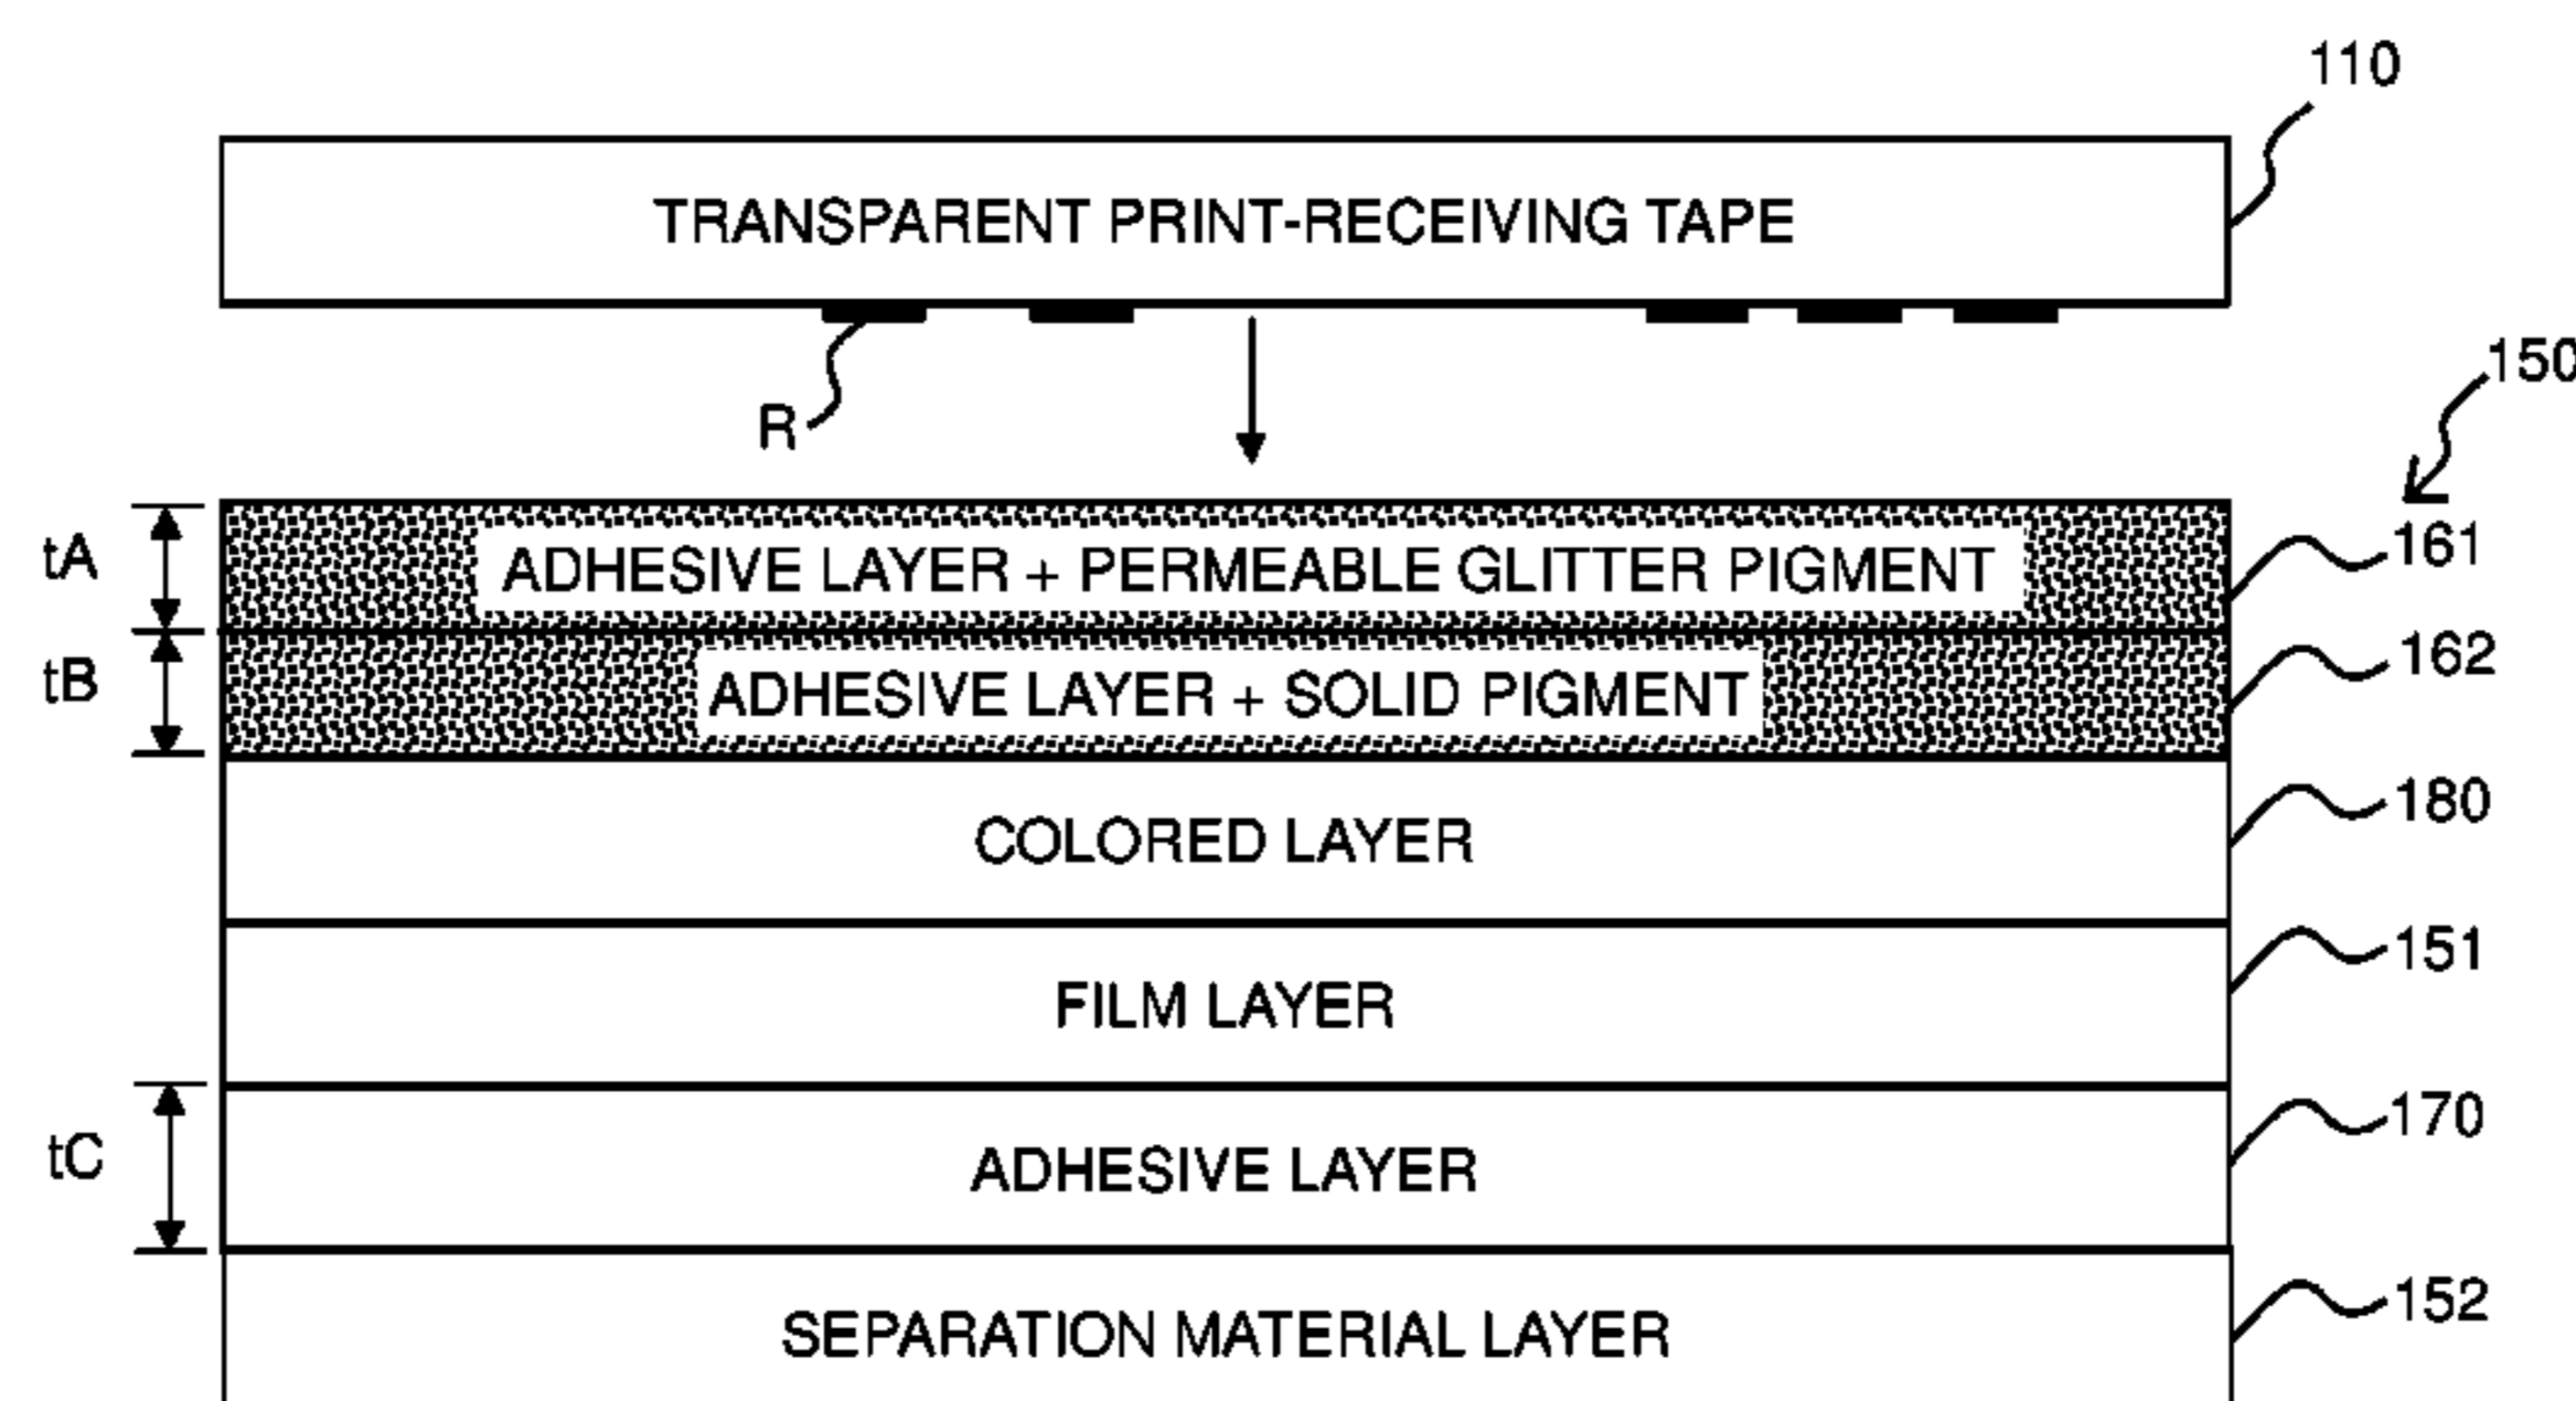 110
TRANSPARENT PRINT-RECEIVING TAPE
R
150
tA
ADHESIVE LAYER + PERMEABLE GLITTER PIGMENT
161
tB
ADHESIVE LAYER + SOLID PIGMENT
162
COLORED LAYER
180
FILM LAYER
151
tC
ADHESIVE LAYER
170
SEPARATION MATERIAL LAYER
152